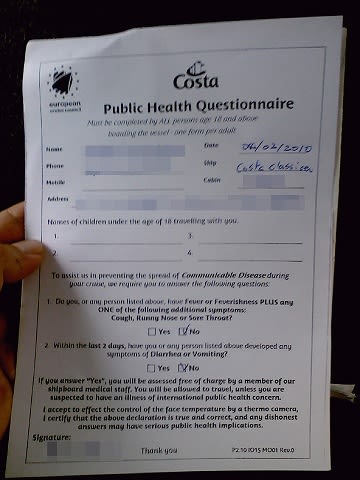 european
cruise council
Costa
Public Health Questionnaire
Must be completed by ALL persons age 18 and above
boarding the vessel - one form per adult
Name
Date
04/02/2010
Phone
Ship
Costa classica
Mobile
Cabin
Address
Names of children under the age of 18 travelling with you.
1. 3.
2. 4.
To assist us in preventing the spread of Communicable Disease during
your cruise, we require you to answer the following questions:
1. Do you, or any person listed above, have Fever or Feverishness PLUS any
ONE of the following additional symptoms:
Cough, Runny Nose or Sore Throat?
Yes No
2. Within the last 2 days, have you or any person listed above developed any
symptoms of Diarrhea or Vomiting?
Yes No
If you answer "Yes", you will be assessed free of charge by a member of our
shipboard medical staff. You will be allowed to travel, unless you are
suspected to have an illness of international public health concern.
I accept to effect the control of the face temperature by a thermo camera,
I certify that the above declaration is true and correct, and any dishonest
answers may have serious public health implications.
Signature:
Thank you
P2.10 IO15 MO01 Rev.0